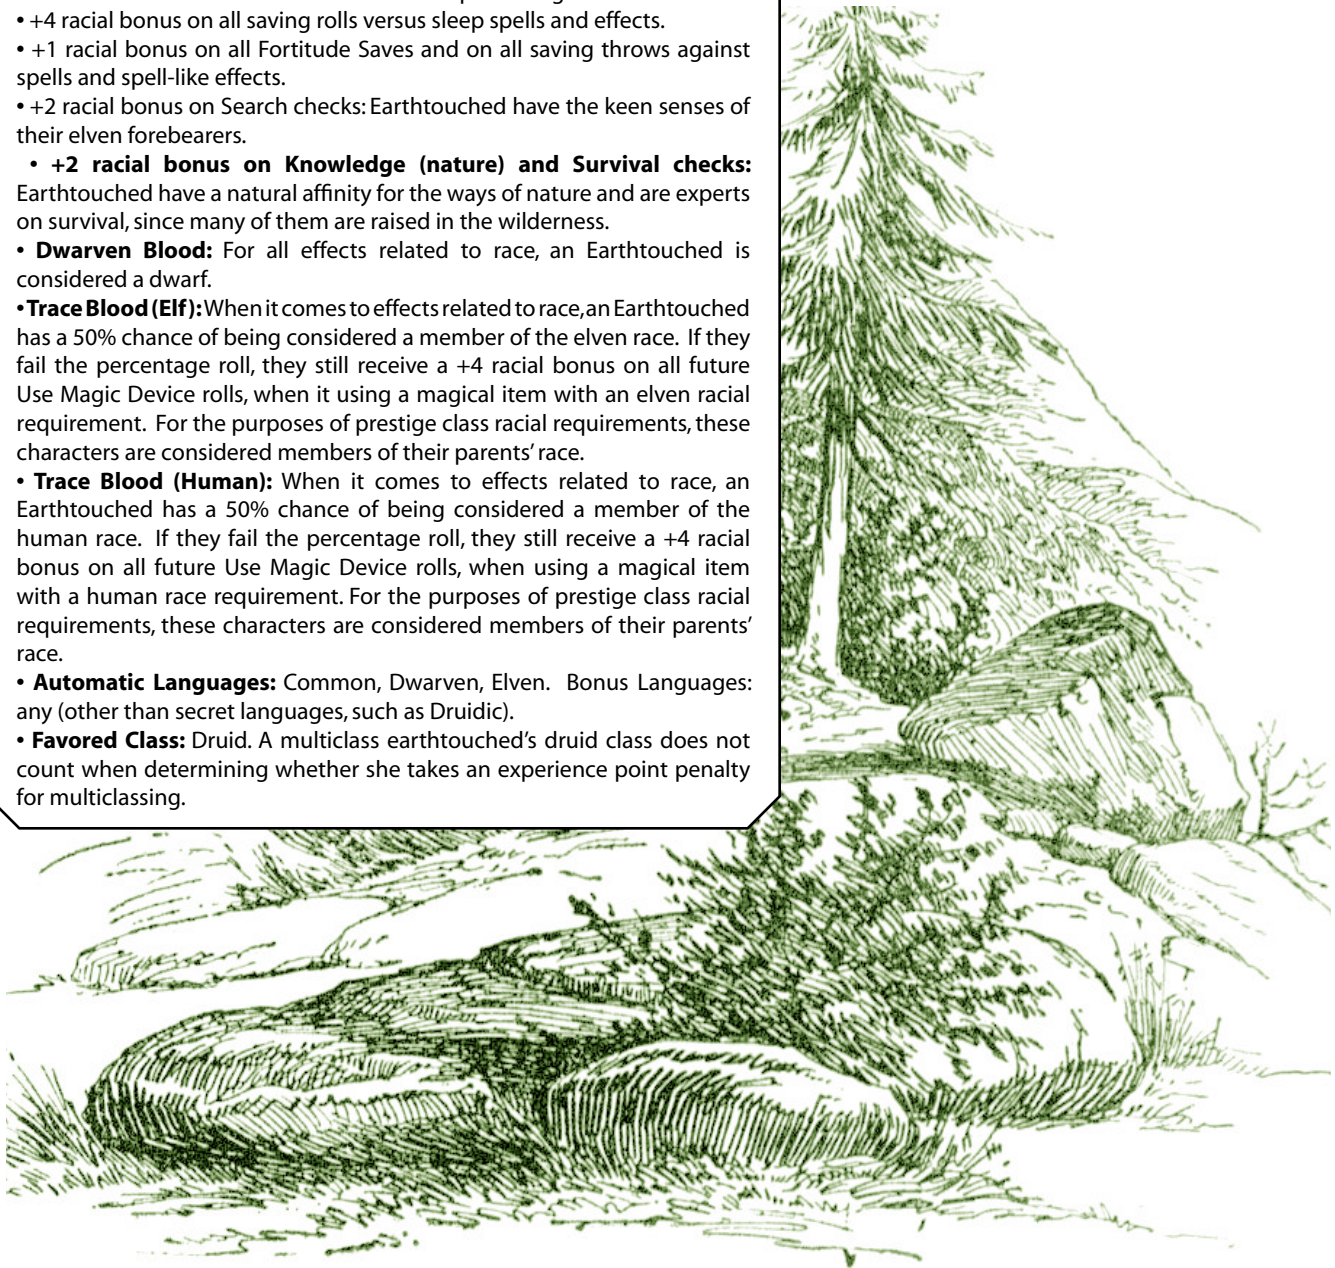 • +4 racial bonus on all saving rolls versus sleep spells and effects.
• +1 racial bonus on all Fortitude Saves and on all saving throws against
spells and spell-like effects.
• +2 racial bonus on Search checks: Earthtouched have the keen senses of
their elven forebearers.
• +2 racial bonus on Knowledge (nature) and Survival checks:
Earthtouched have a natural affinity for the ways of nature and are experts
on survival, since many of them are raised in the wilderness.
• Dwarven Blood: For all effects related to race, an Earthtouched is
considered a dwarf.
• Trace Blood (Elf): When it comes to effects related to race, an Earthtouched
has a 50% chance of being considered a member of the elven race. If they
fail the percentage roll, they still receive a +4 racial bonus on all future
Use Magic Device rolls, when it using a magical item with an elven racial
requirement. For the purposes of prestige class racial requirements, these
characters are considered members of their parents' race.
• Trace Blood (Human): When it comes to effects related to race, an
Earthtouched has a 50% chance of being considered a member of the
human race. If they fail the percentage roll, they still receive a +4 racial
bonus on all future Use Magic Device rolls, when using a magical item
with a human race requirement. For the purposes of prestige class racial
requirements, these characters are considered members of their parents'
race.
• Automatic Languages: Common, Dwarven, Elven. Bonus Languages:
any (other than secret languages, such as Druidic).
• Favored Class: Druid. A multiclass earthtouched's druid class does not
count when determining whether she takes an experience point penalty
for multiclassing.